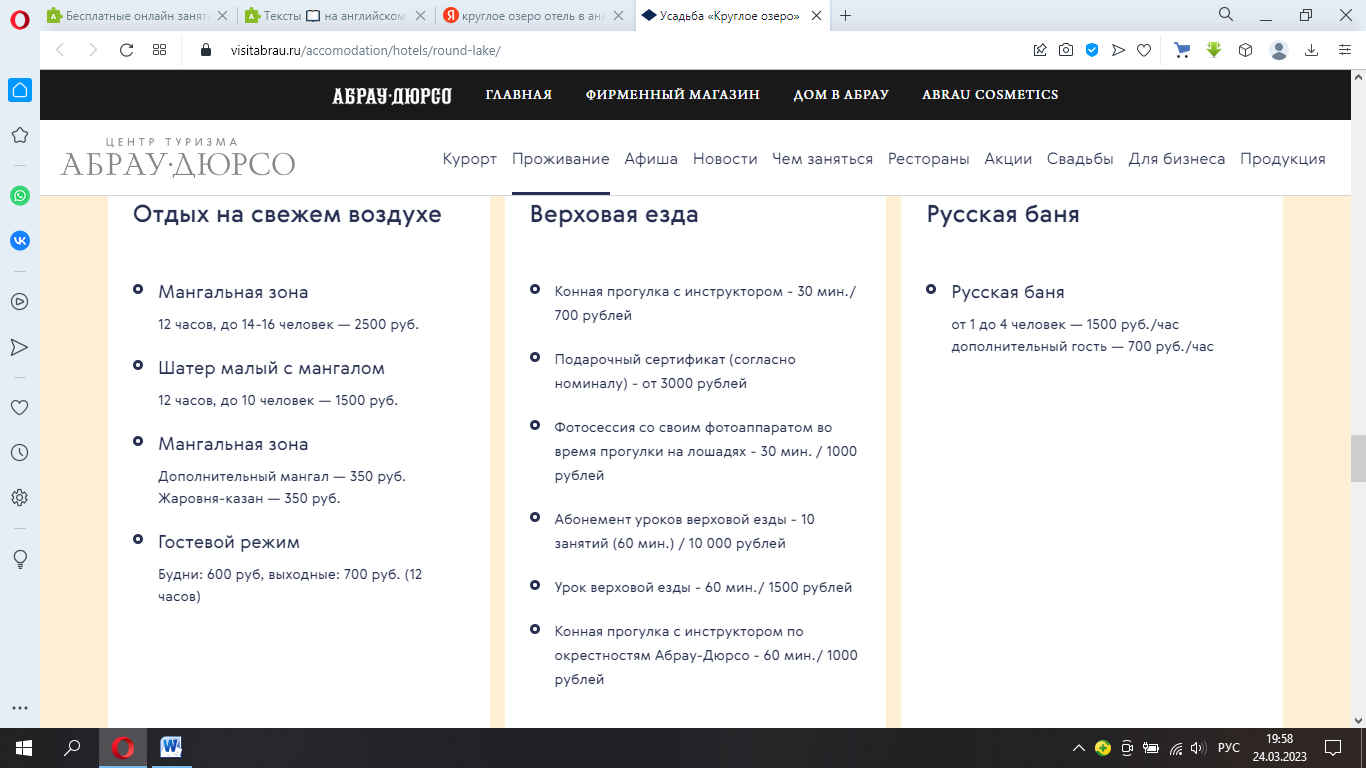 Бесплатные онлайн занят
Тексты 📖 на английском
круглое озеро отель в ана
Усадьба «Круглое озеро»
visitabrau.ru/accomodation/hotels/round-lake/
АБРАУ-ДЮРСО ГЛАВНАЯ ФИРМЕННЫЙ МАГАЗИН ДОМ В АБРАУ ABRAU COSMETICS
ЦЕНТР ТУРИЗМА
АБРАУ·ДЮРСО
Курорт Проживание Афиша Новости Чем заняться Рестораны Акции Свадьбы Для бизнеса Продукция
Отдых на свежем воздухе
Мангальная зона
12 часов, до 14-16 человек — 2500 руб.
Шатер малый с мангалом
12 часов, до 10 человек — 1500 руб.
Мангальная зона
Дополнительный мангал — 350 руб.
Жаровня-казан — 350 руб.
Гостевой режим
Будни: 600 руб, выходные: 700 руб. (12
часов)
Верховая езда
Конная прогулка с инструктором - 30 мин./
700 рублей
Подарочный сертификат (согласно
номиналу) - от 3000 рублей
Фотосессия со своим фотоаппаратом во
время прогулки на лошадях - 30 мин. / 1000
рублей
Абонемент уроков верховой езды - 10
занятий (60 мин.) / 10 000 рублей
Урок верховой езды - 60 мин./ 1500 рублей
Конная прогулка с инструктором по
окрестностям Абрау-Дюрсо - 60 мин./ 1000
рублей
Русская баня
Русская баня
от 1 до 4 человек — 1500 руб./час
дополнительный гость — 700 руб./час
РУС
19:58
24.03.2023